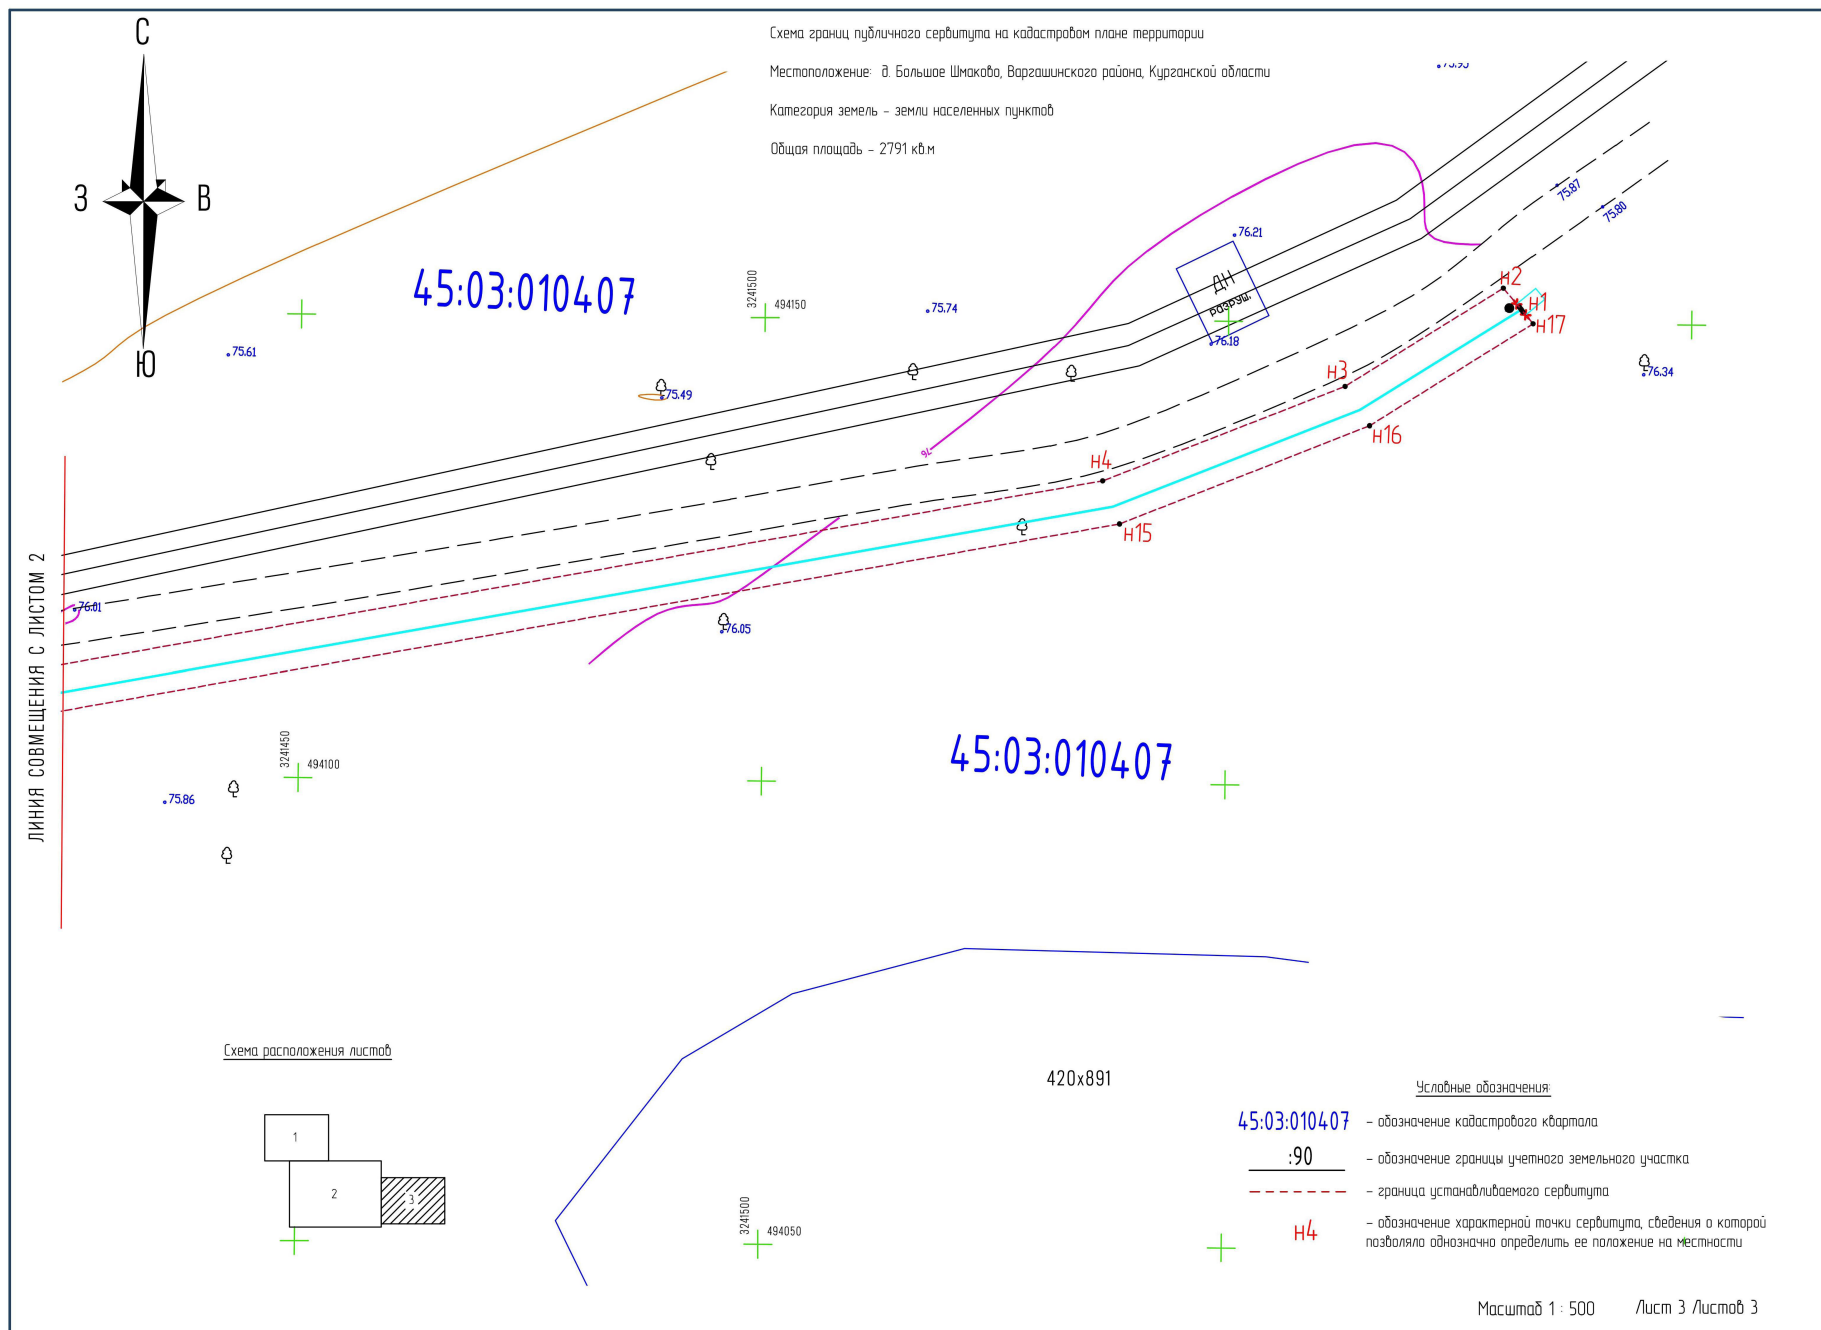 С
З
В
Ю
Схема границ публичного сервитута на кадастровом плане территории
Местоположение: д. Большое Шмаково, Варгашинского района, Курганской области
Категория земель - земли населенных пунктов
Общая площадь - 2791 кв.м
75.87
75.80
76.21
ДН
разруш.
76.18
45:03:010407
3241500
494150
75.74
75.61
75.49
н2
н1
н17
н3
76.34
н16
76
н4
н15
ЛИНИЯ СОВМЕЩЕНИЯ С ЛИСТОМ 2
76.01
76.05
45:03:010407
3241450
494100
75.86
Схема расположения листов
1
2
3
3241500
494050
420х891
Условные обозначения:
45:03:010407 - обозначение кадастрового квартала
:90 - обозначение границы учетного земельного участка
- граница устанавливаемого сервитута
н4 - обозначение характерной точки сервитута, сведения о которой
позволяло однозначно определить ее положение на местности
Масштаб 1 : 500 Лист 3 Листов 3